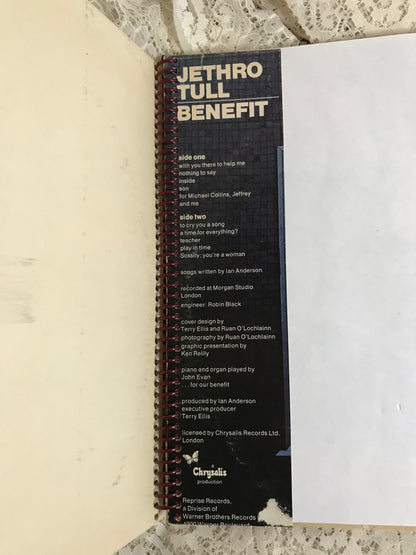 JETHRO
TULL
BENEFIT
side one
with you there to help me
nothing to say
inside
son
for Michael Collins, Jeffrey
and me
side two
to cry you a song
a time for everything?
teacher
play in time
Sossity; you're a woman
songs written by Ian Anderson
recorded at Morgan Studio
London
engineer: Robin Black
cover design by
Terry Ellis and Ruan O'Lochlainn
photography by Ruan O'Lochlainn
graphic presentation by
Ken Reilly
piano and organ played by
John Evan
. . . for our benefit
produced by Ian Anderson
executive producer
Terry Ellis
licensed by Chrysalis Records Ltd.
London
a
Chrysalis
production
Reprise Records,
a Division of
Warner Brothers Records
4000 Warner Boulevard